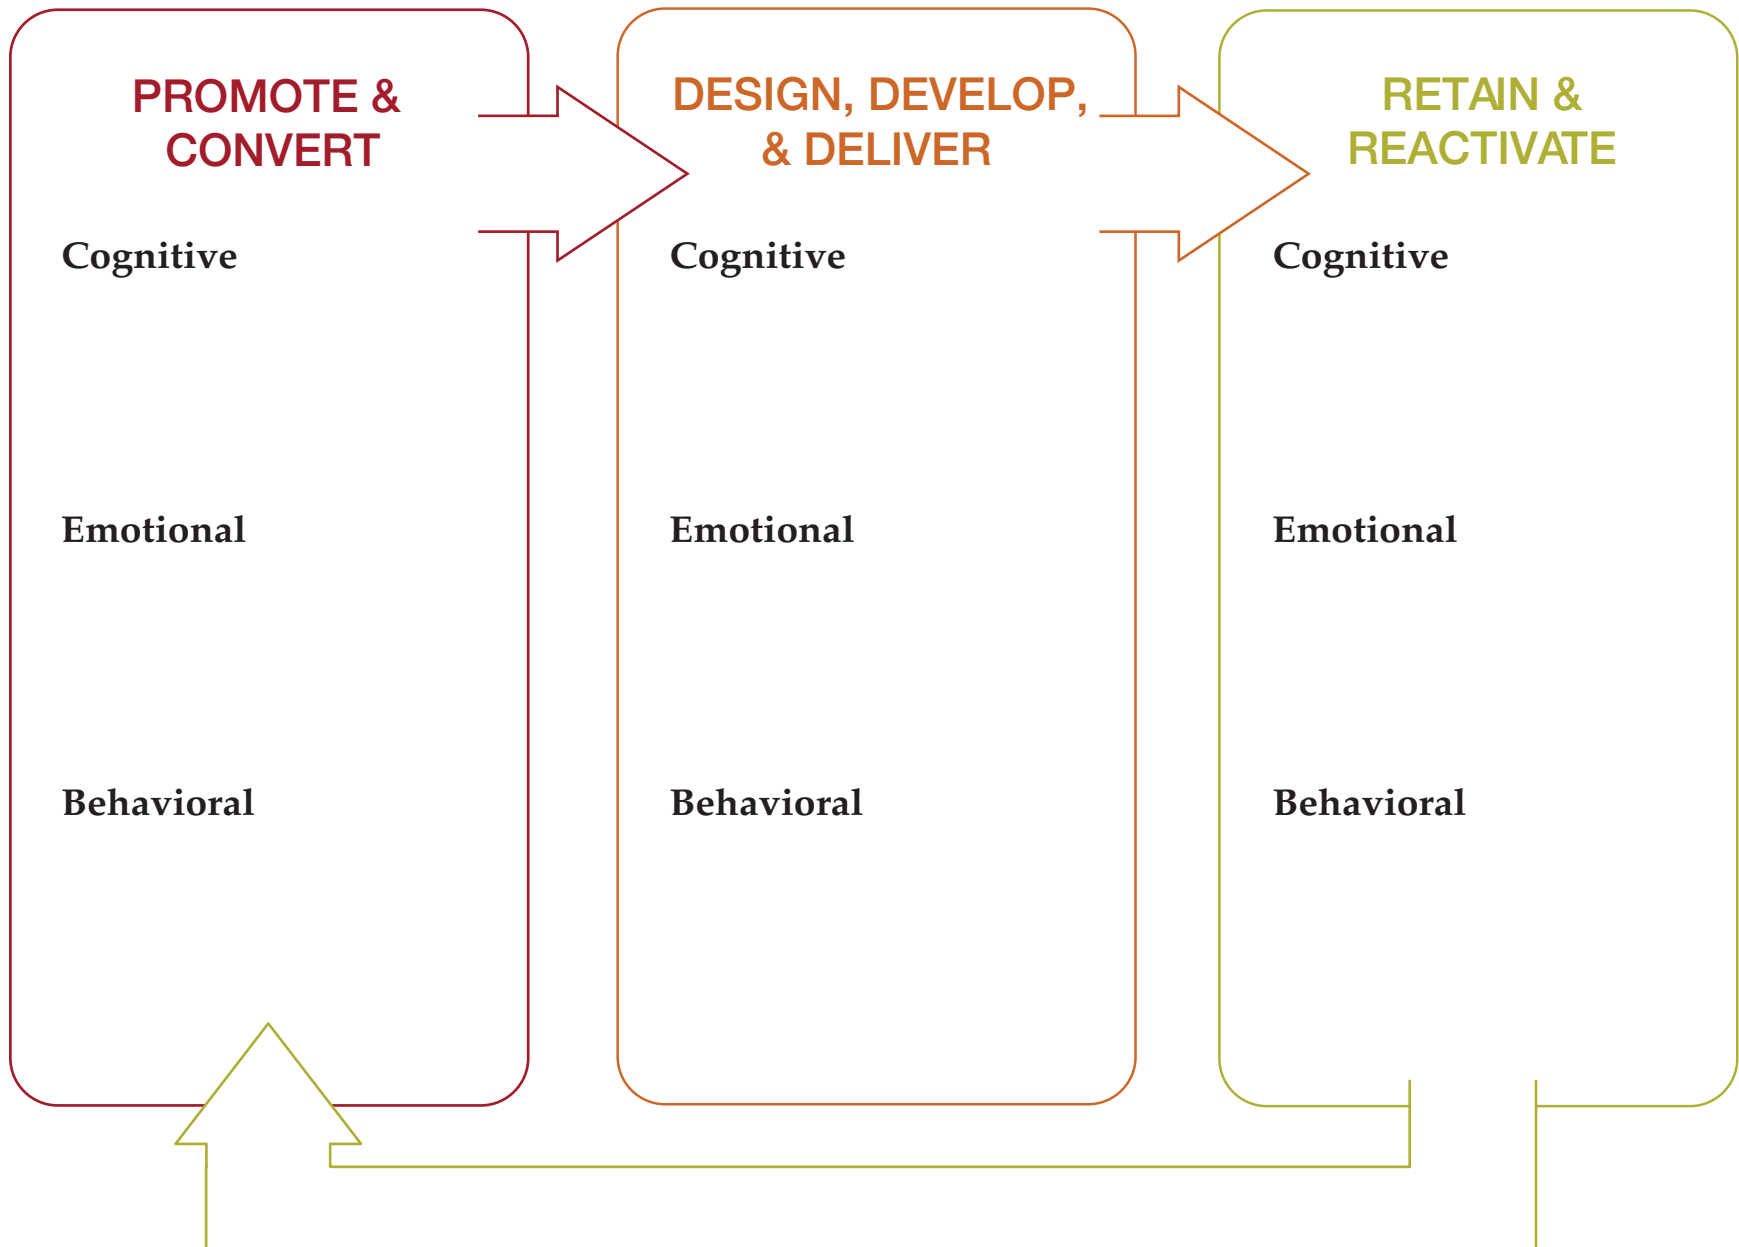 PROMOTE &
CONVERT
Cognitive
Emotional
Behavioral
DESIGN, DEVELOP,
& DELIVER
Cognitive
Emotional
Behavioral
RETAIN &
REACTIVATE
Cognitive
Emotional
Behavioral